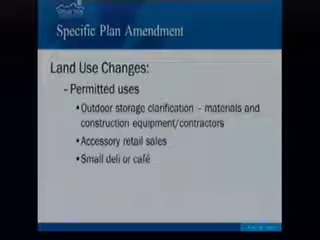 Specific Plan Amendment
Land Use Changes:
–Permitted uses
•Outdoor storage clarification – materials and
construction equipment/contractors
•Accessory retail sales
•Small deli or café